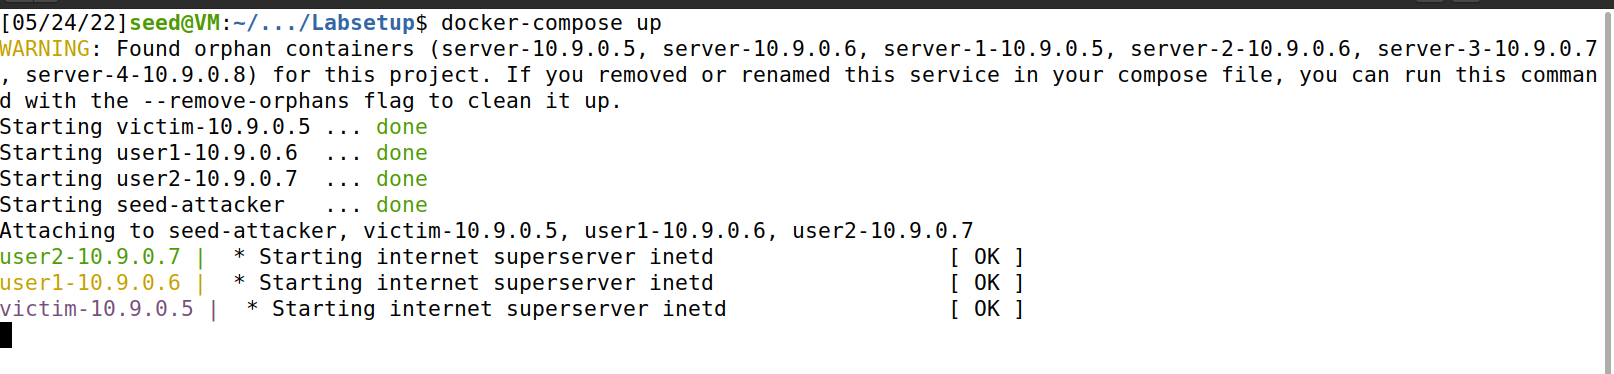 [05/24/22]seed@VM:~/.../Labsetup$ docker-compose up
WARNING: Found orphan containers (server-10.9.0.5, server-10.9.0.6, server-1-10.9.0.5, server-2-10.9.0.6, server-3-10.9.0.7
, server-4-10.9.0.8) for this project. If you removed or renamed this service in your compose file, you can run this comman
d with the --remove-orphans flag to clean it up.
Starting victim-10.9.0.5 ... done
Starting user1-10.9.0.6  ... done
Starting user2-10.9.0.7  ... done
Starting seed-attacker   ... done
Attaching to seed-attacker, victim-10.9.0.5, user1-10.9.0.6, user2-10.9.0.7
user2-10.9.0.7 |  * Starting internet superserver inetd                  [ OK ]
user1-10.9.0.6 |  * Starting internet superserver inetd                  [ OK ]
victim-10.9.0.5 |  * Starting internet superserver inetd                 [ OK ]